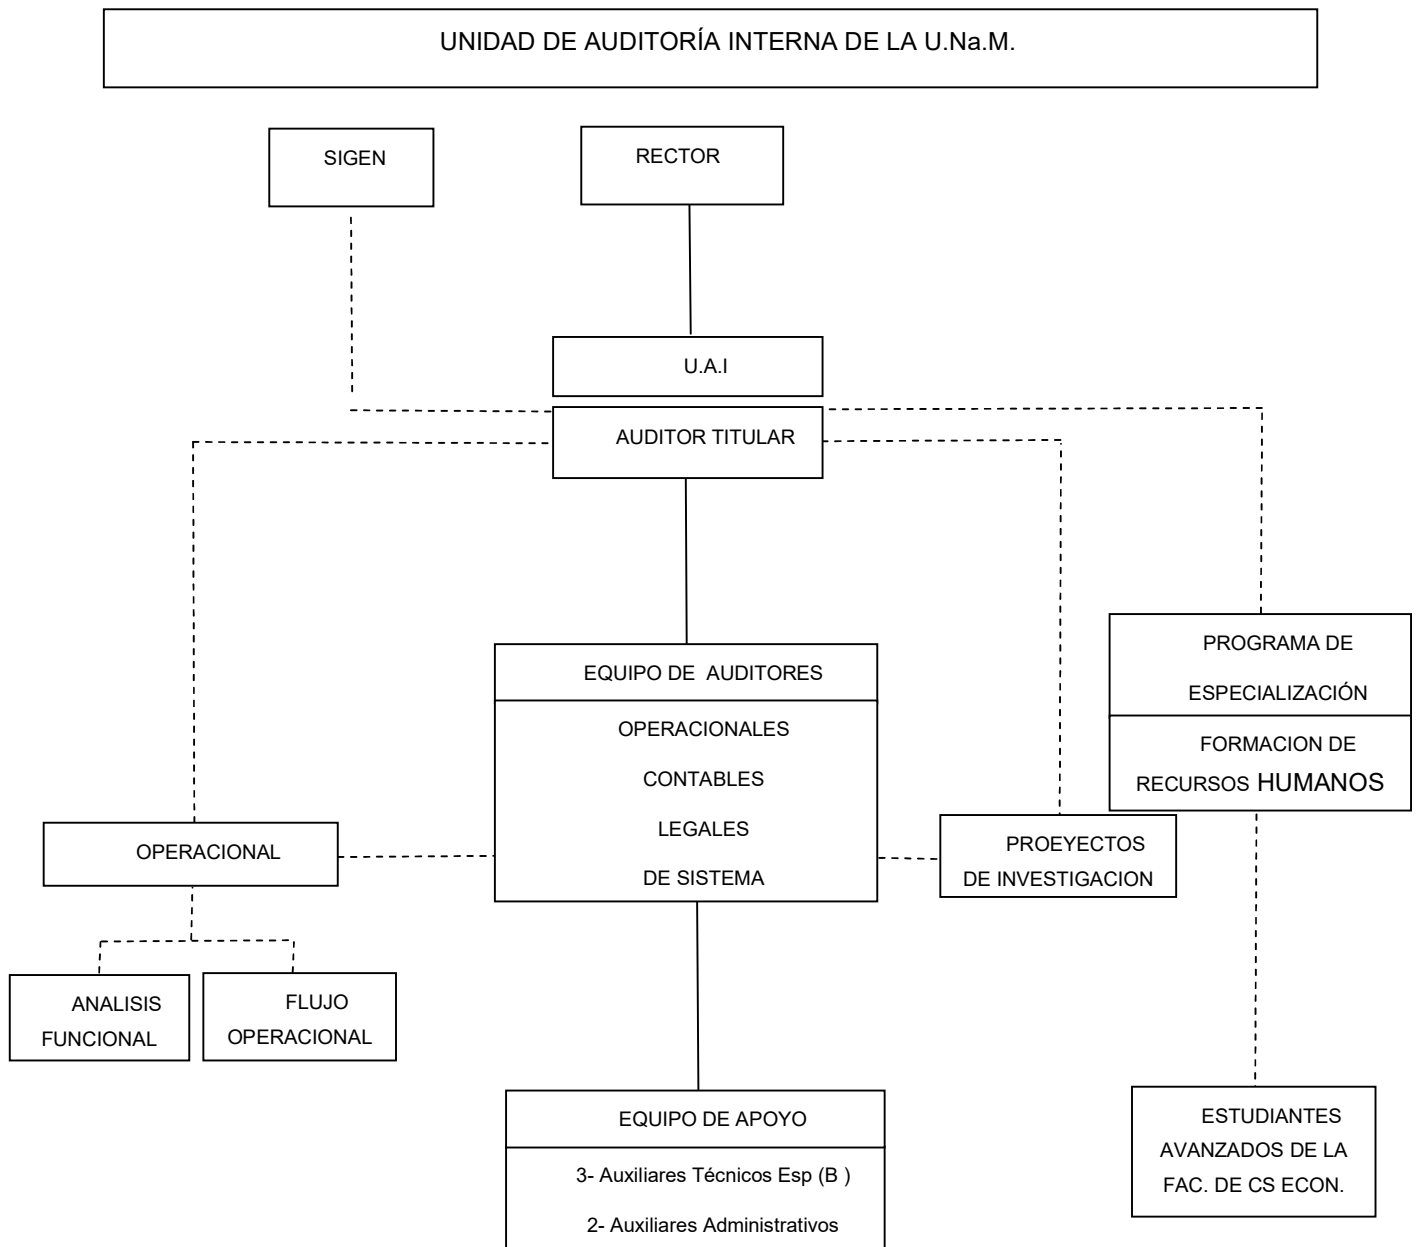 UNIDAD DE AUDITORÍA INTERNA DE LA U.Na.M.
SIGEN
RECTOR
U.A.I
AUDITOR TITULAR
EQUIPO DE AUDITORES
OPERACIONALES
CONTABLES
LEGALES
DE SISTEMA
PROGRAMA DE
ESPECIALIZACIÓN
FORMACION DE
RECURSOS HUMANOS
OPERACIONAL
PROEYECTOS
DE INVESTIGACION
ANALISIS
FUNCIONAL
FLUJO
OPERACIONAL
EQUIPO DE APOYO
3- Auxiliares Técnicos Esp (B )
2- Auxiliares Administrativos
ESTUDIANTES
AVANZADOS DE LA
FAC. DE CS ECON.